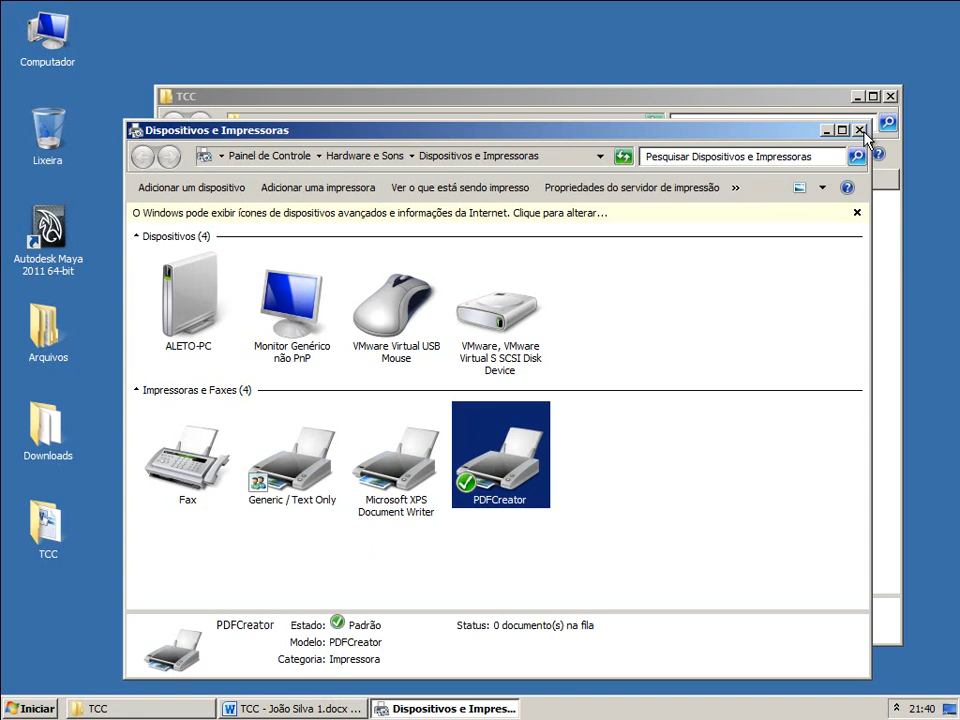 Computador
Lixeira
Autodesk Maya
2011 64-bit
Arquivos
Downloads
TCC
TCC
Dispositivos e Impressoras
Painel de Controle
Hardware e Sons
Dispositivos e Impressoras
Pesquisar Dispositivos e Impressoras
Adicionar um dispositivo
Adicionar uma impressora
Ver o que está sendo impresso
Propriedades do servidor de impressão
»
O Windows pode exibir ícones de dispositivos avançados e informações da Internet. Clique para alterar...
Dispositivos (4)
ALETO-PC
Monitor Genérico
não PnP
VMware Virtual USB
Mouse
VMware, VMware
Virtual S SCSI Disk
Device
Impressoras e Faxes (4)
Fax
Generic / Text Only
Microsoft XPS
Document Writer
PDFCreator
PDFCreator
Estado: Padrão
Modelo: PDFCreator
Categoria: Impressora
Status: 0 documento(s) na fila
Iniciar
TCC
TCC - João Silva 1.docx ...
Dispositivos e Impres...
21:40